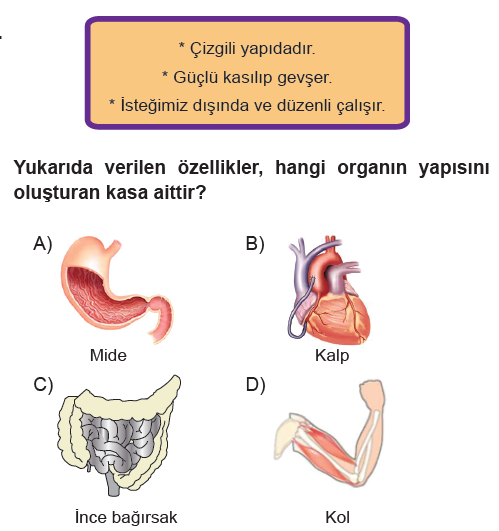 * Çizgili yapıdadır.
* Güçlü kasılıp gevşer.
* İsteğimiz dışında ve düzenli çalışır.
Yukarıda verilen özellikler, hangi organın yapısını
oluşturan kasa aittir?
A)
B)
Mide
Kalp
C)
D)
İnce bağırsak
Kol